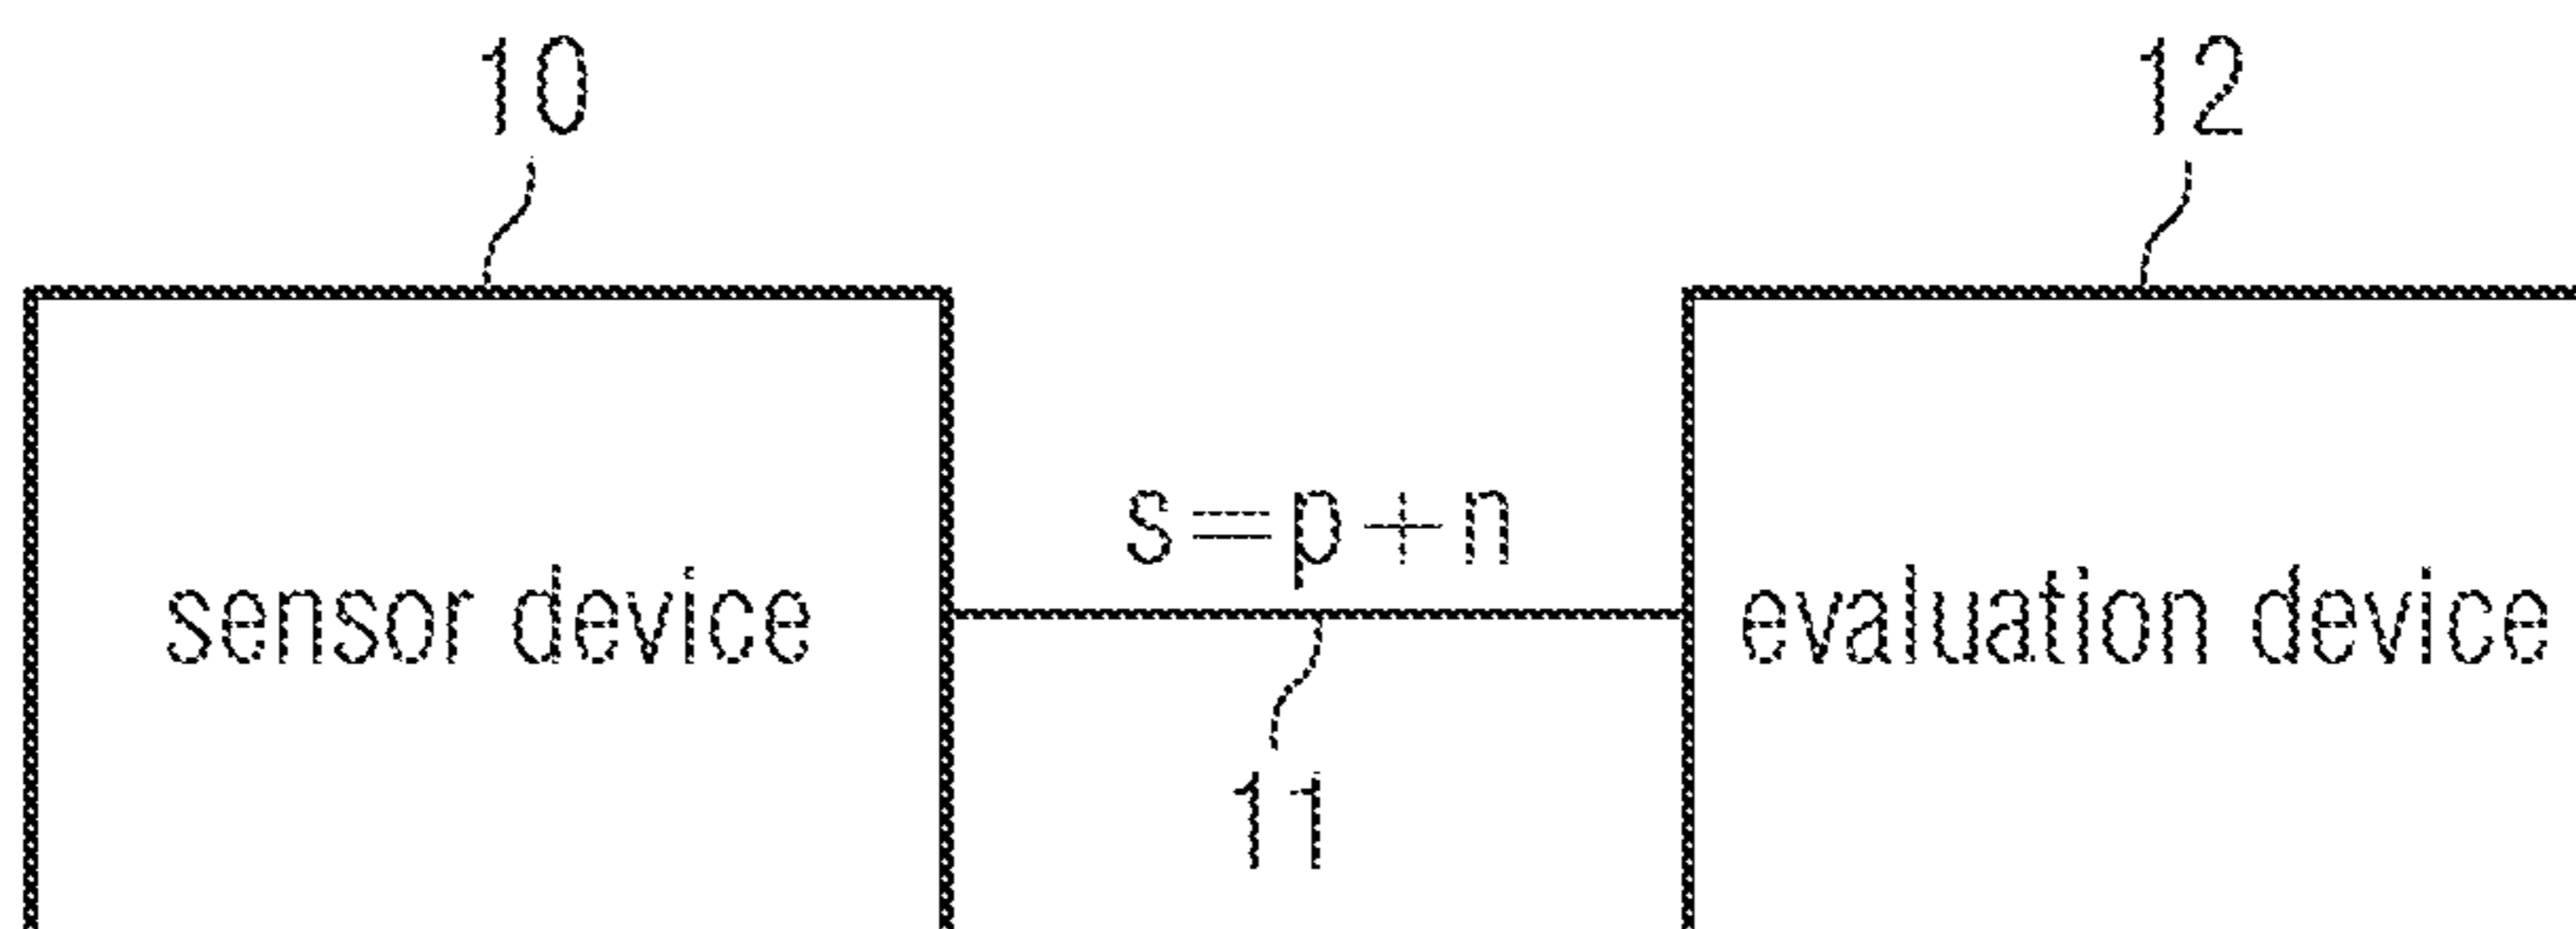 10
12
s=p+n
sensor device
evaluation device
11